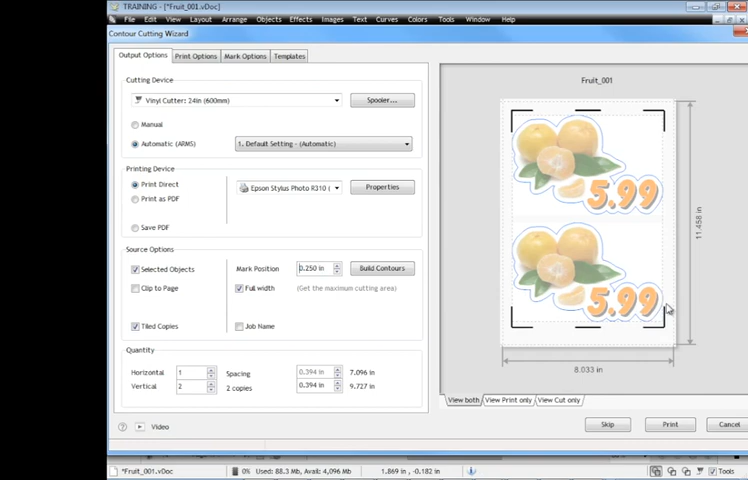 TRAINING - [*Fruit_001.vDoc]
File Edit View Layout Arrange Objects Effects Images Text Curves Colors Tools Window Help
Contour Cutting Wizard
Output Options Print Options Mark Options Templates
Cutting Device
Vinyl Cutter: 24in (600mm) Spooler...
Manual
Automatic (ARMS) 1. Default Setting - (Automatic)
Printing Device
Print Direct Epson Stylus Photo R310 ( Properties
Print as PDF
Save PDF
Source Options
Selected Objects Mark Position 0.250 in Build Contours
Clip to Page Full width (Get the maximum cutting area)
Tiled Copies Job Name
Quantity
Horizontal 1 Spacing 0.394 in 7.096 in
Vertical 2 2 copies 0.394 in 9.727 in
Video
Fruit_001
5.99
5.99
11.458 in
8.033 in
View both View Print only View Cut only
Skip Print Cancel
*Fruit_001.vDoc 0% Used: 88.3 Mb, Avail: 4,096 Mb 1.869 in , -0.182 in Tools